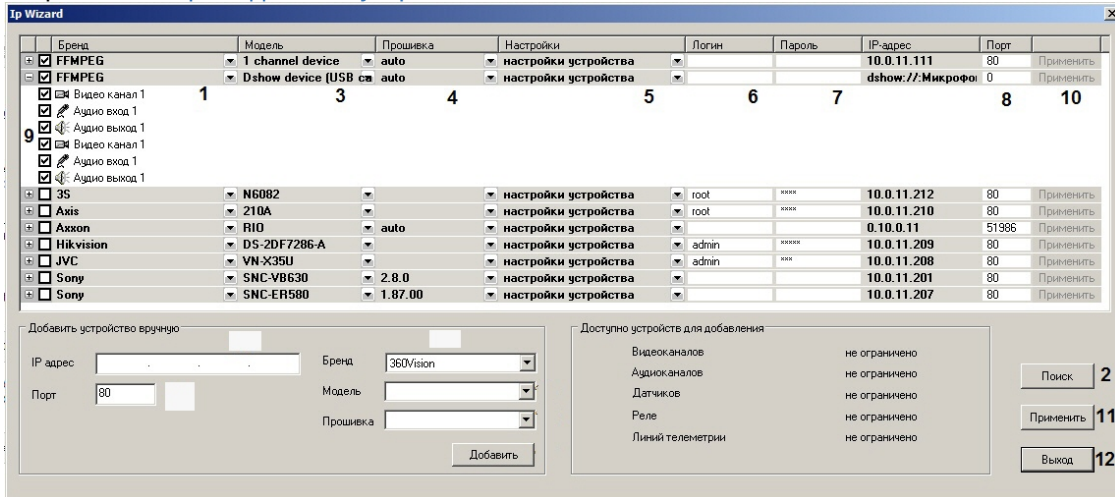 Ip Wizard
Бренд Модель Прошивка Настройки Логин Пароль IP-адрес Порт
FFMPEG 1 channel device auto настройки устройства 10.0.11.111 80 Применить
FFMPEG Dshow device (USB ca auto настройки устройства dshow://:Микрофо 0 Применить
Видео канал 1 1 3 4 5 6 7 8 10
Аудио вход 1
9 Аудио выход 1
Видео канал 1
Аудио вход 1
Аудио выход 1
3S N6082 настройки устройства root **** 10.0.11.212 80 Применить
Axis 210A настройки устройства root **** 10.0.11.210 80 Применить
Axxon RIO auto настройки устройства 0.10.0.11 51986 Применить
Hikvision DS-2DF7286-A настройки устройства admin ***** 10.0.11.209 80 Применить
JVC VN-X35U настройки устройства admin *** 10.0.11.208 80 Применить
Sony SNC-VB630 2.8.0 настройки устройства 10.0.11.201 80 Применить
Sony SNC-ER580 1.87.00 настройки устройства 10.0.11.207 80 Применить
Добавить устройство вручную
IP адрес . . .
Порт 80
Бренд 360Vision
Модель
Прошивка
Добавить
Доступно устройств для добавления
Видеоканалов не ограничено
Аудиоканалов не ограничено
Датчиков не ограничено
Реле не ограничено
Линий телеметрии не ограничено
Поиск 2
Применить 11
Выход 12